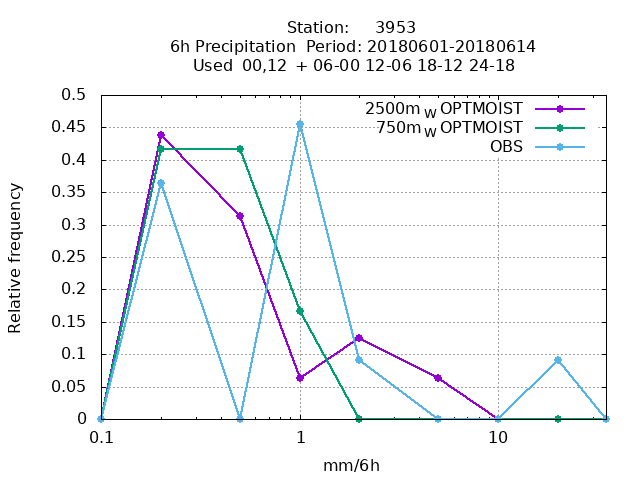 Station: 3953
6h Precipitation Period: 20180601-20180614
Used 00,12 + 06-00 12-06 18-12 24-18
2500m W OPTMOIST
750m W OPTMOIST
OBS
0.5
0.45
0.4
0.35
0.3
0.25
0.2
0.15
0.1
0.05
0
Relative frequency
0.1 1 10
mm/6h